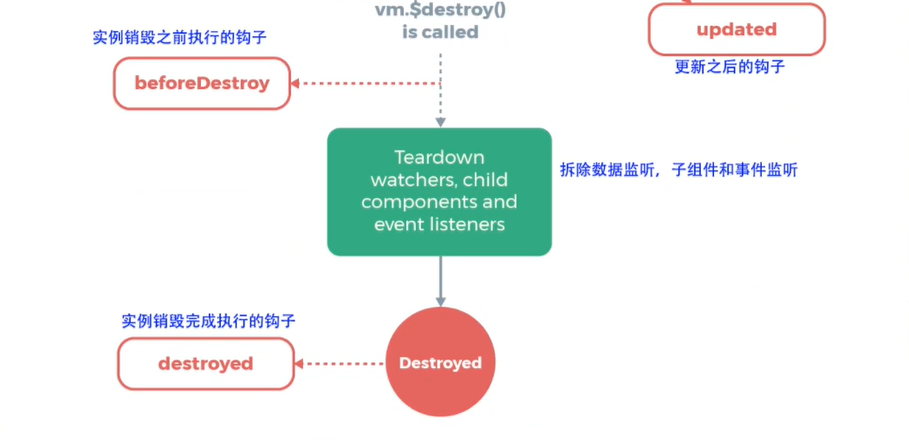 vm.$destroy()
is called
updated
更新之后的钩子
实例销毁之前执行的钩子
beforeDestroy
Teardown
watchers, child
components and
event listeners
拆除数据监听，子组件和事件监听
实例销毁完成执行的钩子
destroyed
Destroyed